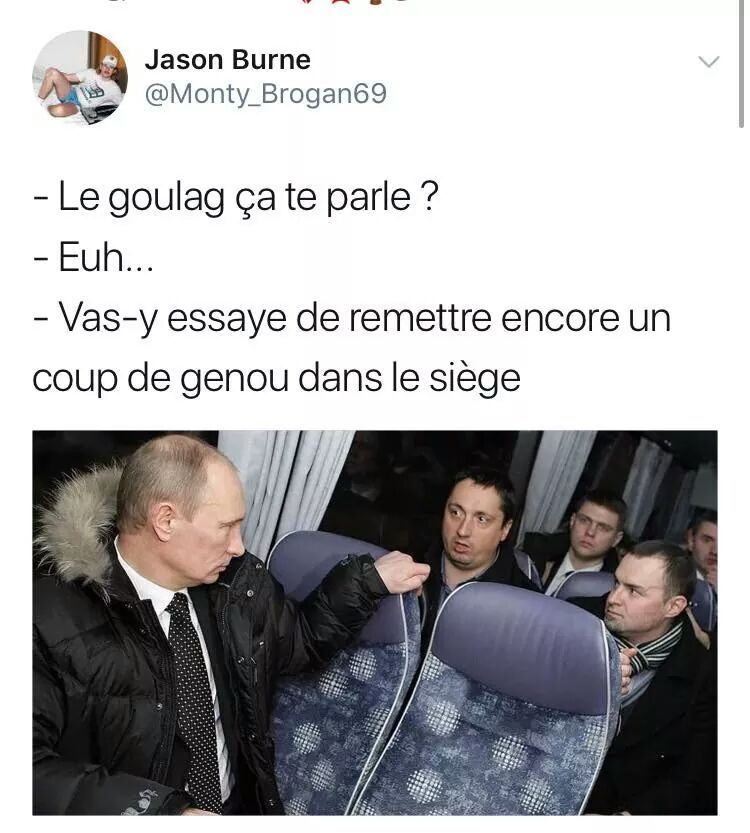 Jason Burne
@Monty_Brogan69
- Le goulag ça te parle ?
- Euh...
- Vas-y essaye de remettre encore un
coup de genou dans le siège